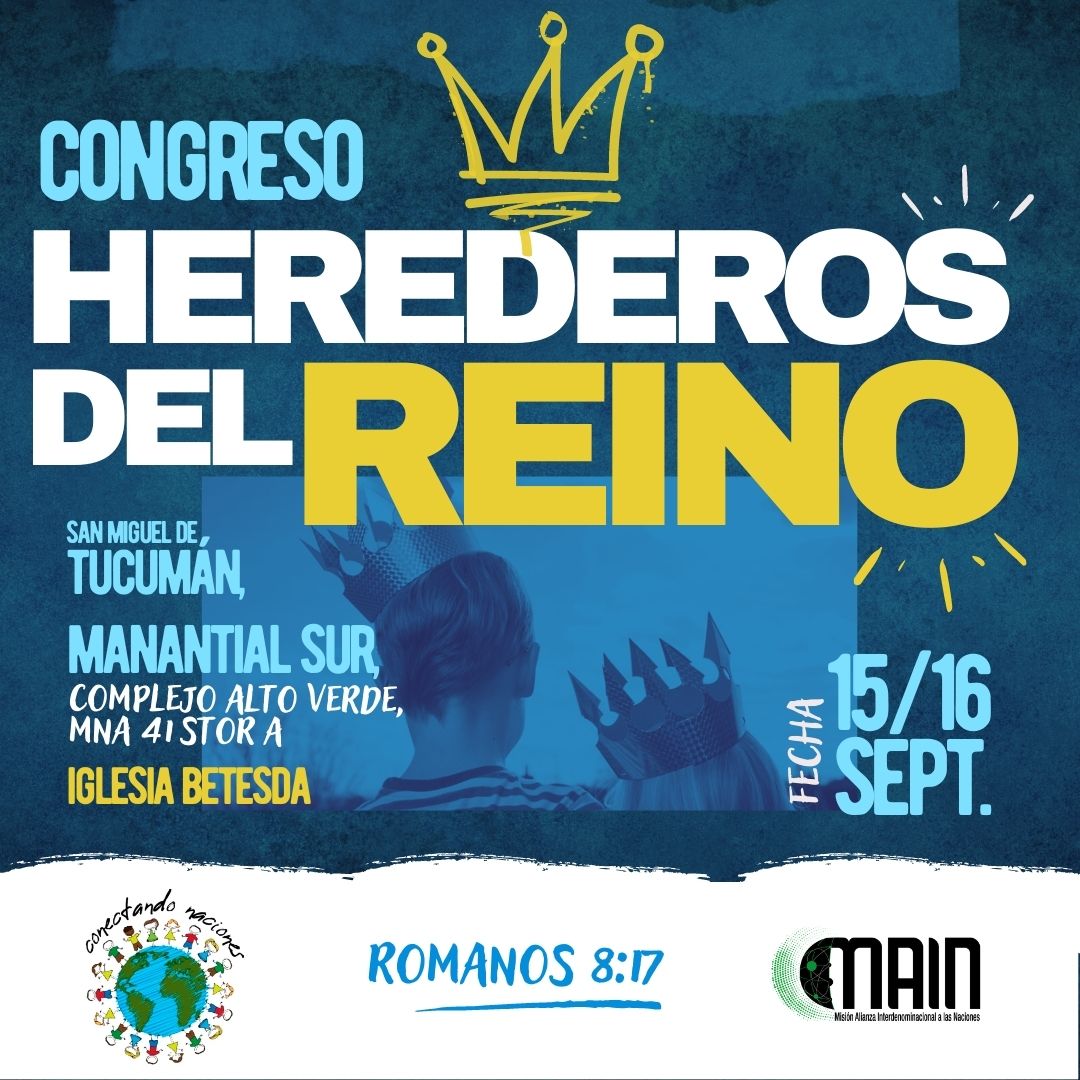 CONGRESO
HEREDEROS
DEL REINO
SAN MIGUEL DE
TUCUMÁN,
MANANTIAL SUR,
COMPLEJO ALTO VERDE,
MNA 41 STOR A
IGLESIA BETESDA
FECHA
15/16
SEPT.
conectando naciones
ROMANOS 8:17
MAIN
Misión Alianza Interdenominacional a las Naciones